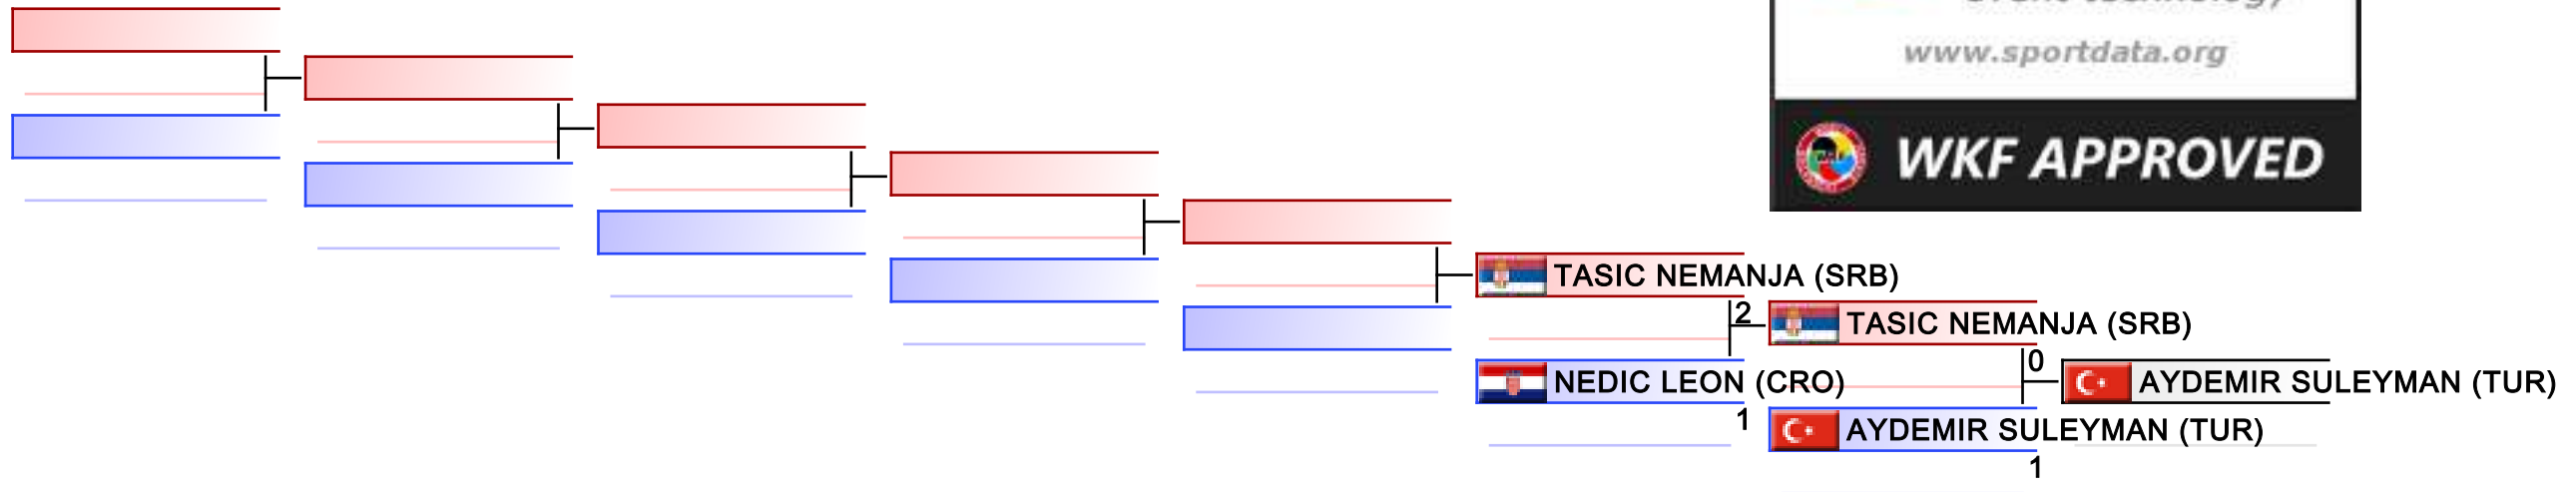 www.sportdata.org
WKF APPROVED
TASIC NEMANJA (SRB)
2
TASIC NEMANJA (SRB)
0
NEDIC LEON (CRO)
AYDEMIR SULEYMAN (TUR)
1
AYDEMIR SULEYMAN (TUR)
1